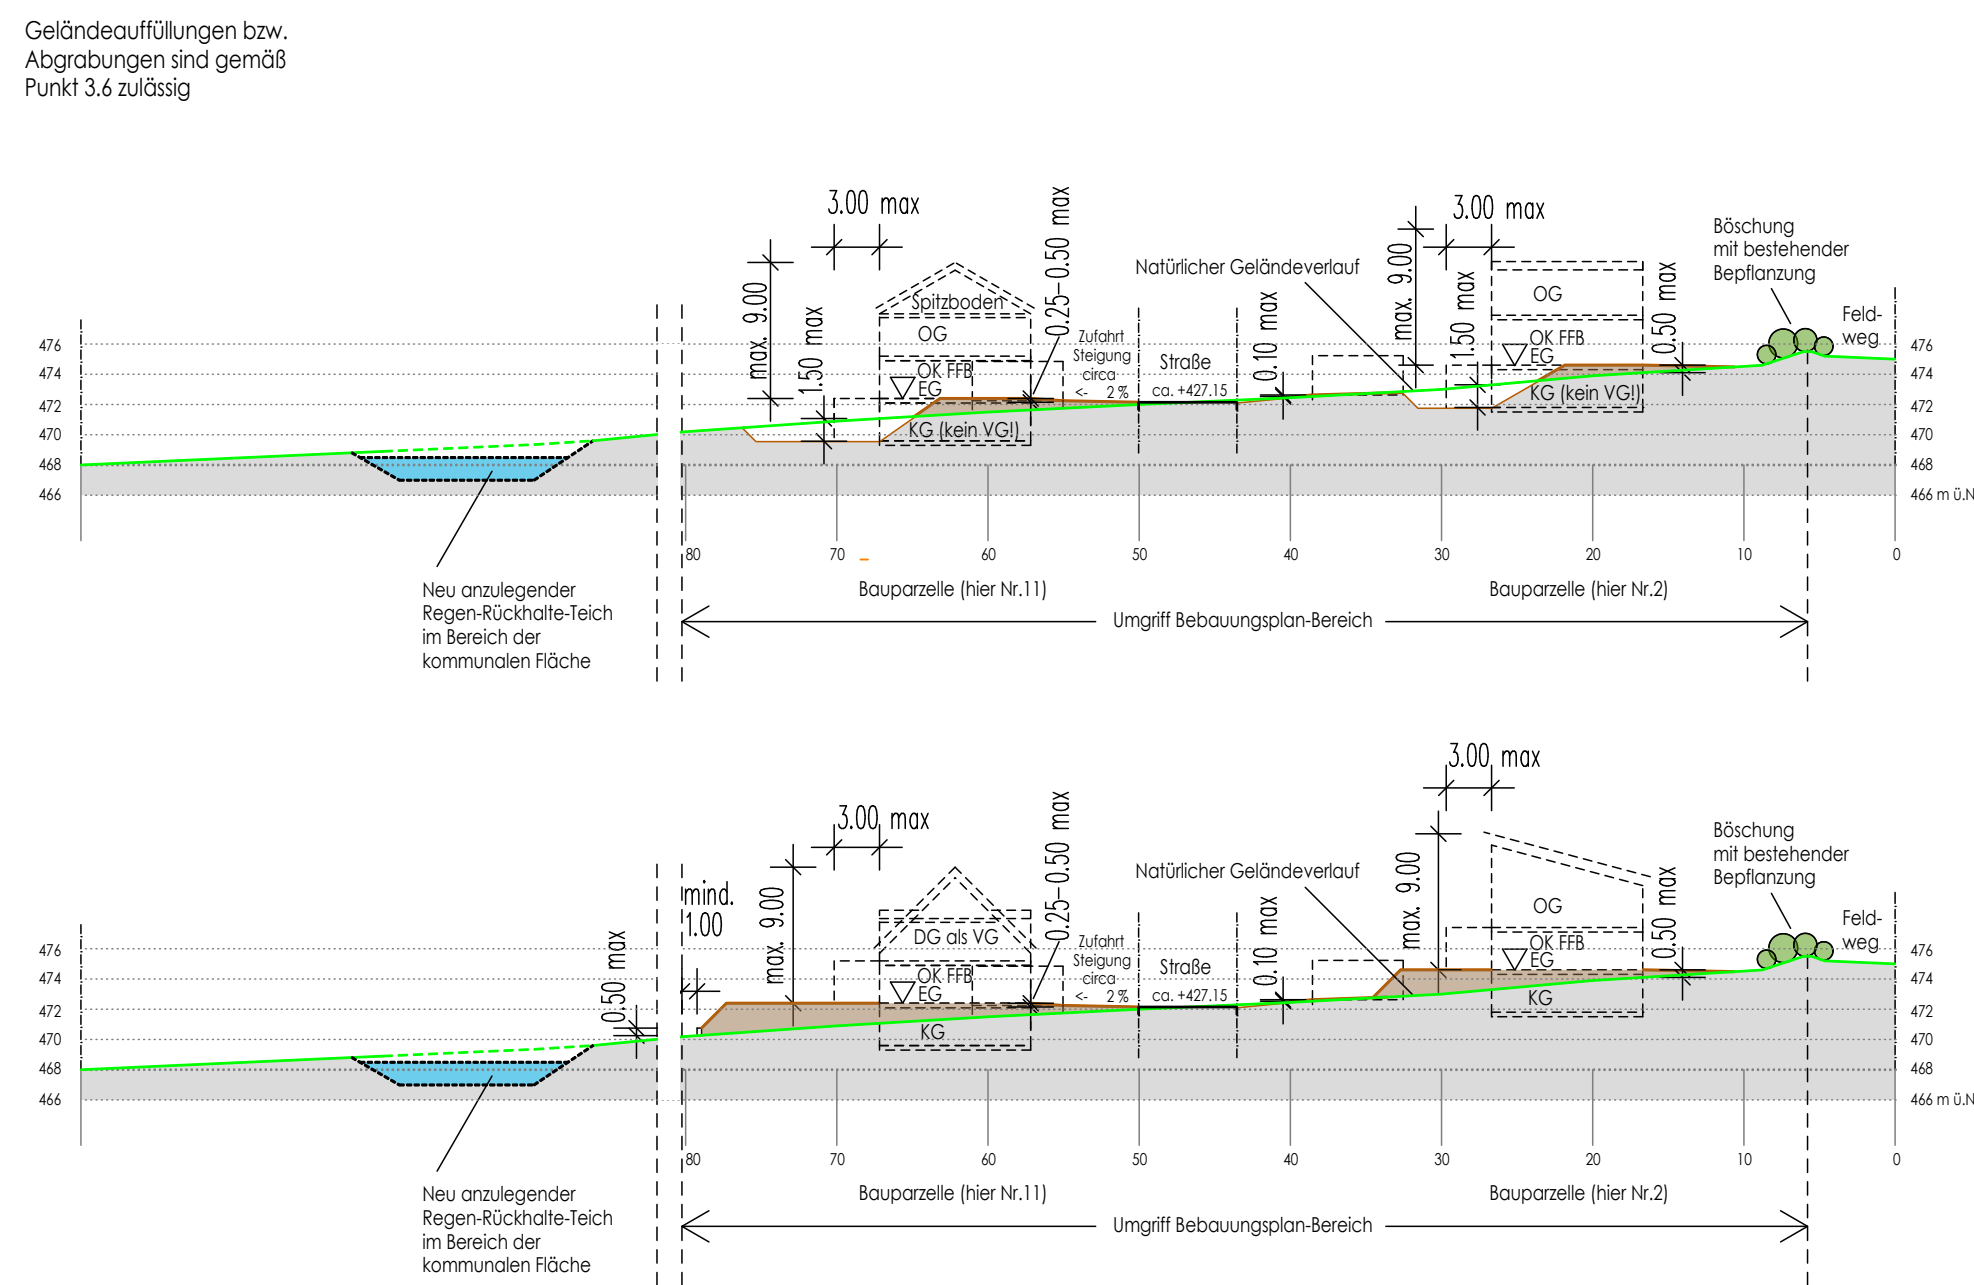 Geländeauffüllungen bzw.
Abgrabungen sind gemäß
Punkt 3.6 zulässig
3.00 max
3.00 max
0.25-0.50 max
max. 9.00
1.50 max
Spitzboden
OG
OK FFB
EG
KG (kein VG!)
Zufahrt
Steigung
circa
<- 2 %
Straße
ca. +427.15
0.10 max
Natürlicher Geländeverlauf
max. 9.00
1.50 max
OG
OK FFB
EG
KG (kein VG!)
0.50 max
Böschung
mit bestehender
Bepflanzung
Feld-
weg
476
474
472
470
468
466
476
474
472
470
468
466 m ü.N
80 70 60 50 40 30 20 10 0
Neu anzulegender
Regen-Rückhalte-Teich
im Bereich der
kommunalen Fläche
Bauparzelle (hier Nr.11)
Bauparzelle (hier Nr.2)
Umgriff Bebauungsplan-Bereich
3.00 max
3.00 max
mind.
1.00
0.50 max
max. 9.00
0.25-0.50 max
DG als VG
OK FFB
EG
KG
Zufahrt
Steigung
circa
<- 2 %
Straße
ca. +427.15
0.10 max
Natürlicher Geländeverlauf
max. 9.00
OG
OK FFB
EG
KG
0.50 max
Böschung
mit bestehender
Bepflanzung
Feld-
weg
476
474
472
470
468
466
476
474
472
470
468
466 m ü.N
80 70 60 50 40 30 20 10 0
Neu anzulegender
Regen-Rückhalte-Teich
im Bereich der
kommunalen Fläche
Bauparzelle (hier Nr.11)
Bauparzelle (hier Nr.2)
Umgriff Bebauungsplan-Bereich